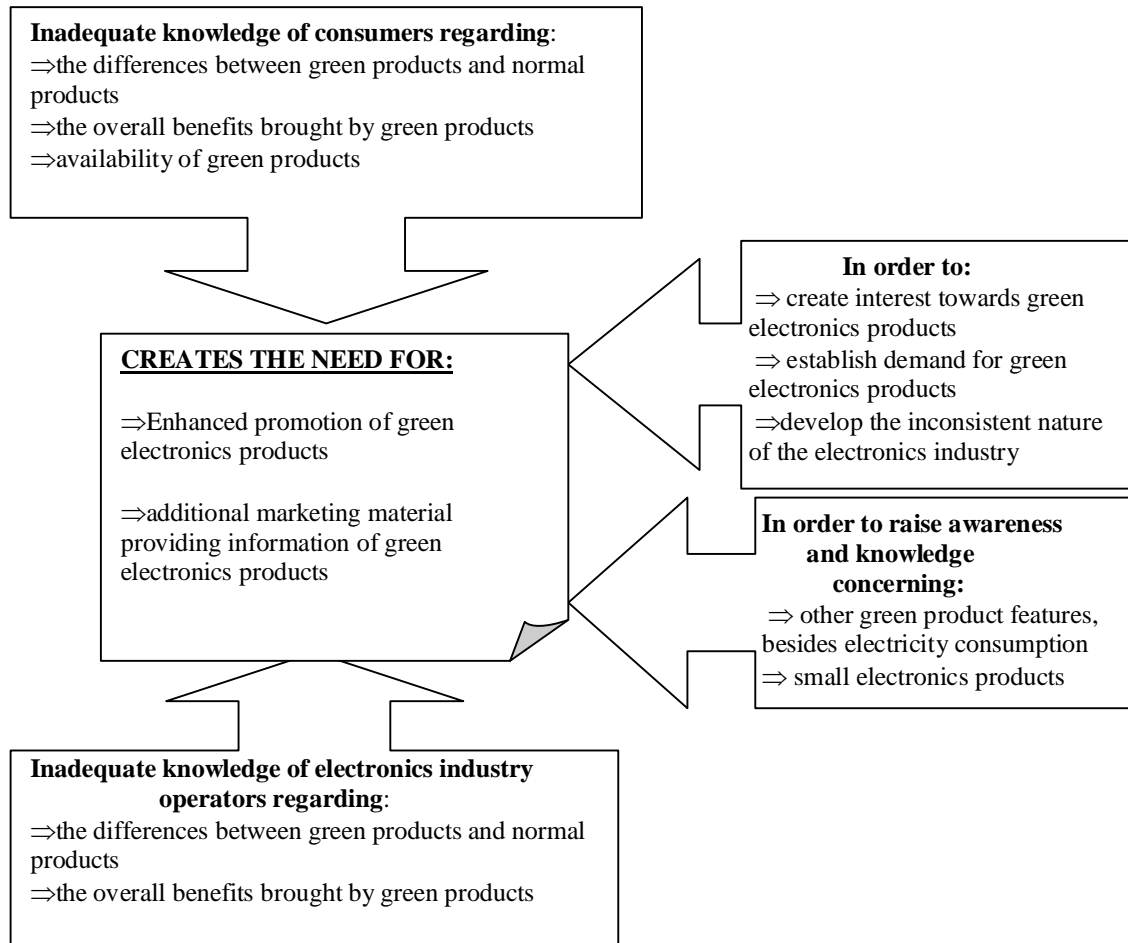 Inadequate knowledge of consumers regarding:
⇒the differences between green products and normal
products
⇒the overall benefits brought by green products
⇒availability of green products
In order to:
⇒ create interest towards green
electronics products
⇒ establish demand for green
electronics products
⇒develop the inconsistent nature
of the electronics industry
CREATES THE NEED FOR:
⇒Enhanced promotion of green
electronics products
⇒additional marketing material
providing information of green
electronics products
In order to raise awareness
and knowledge
concerning:
⇒ other green product features,
besides electricity consumption
⇒ small electronics products
Inadequate knowledge of electronics industry
operators regarding:
⇒the differences between green products and normal
products
⇒the overall benefits brought by green products